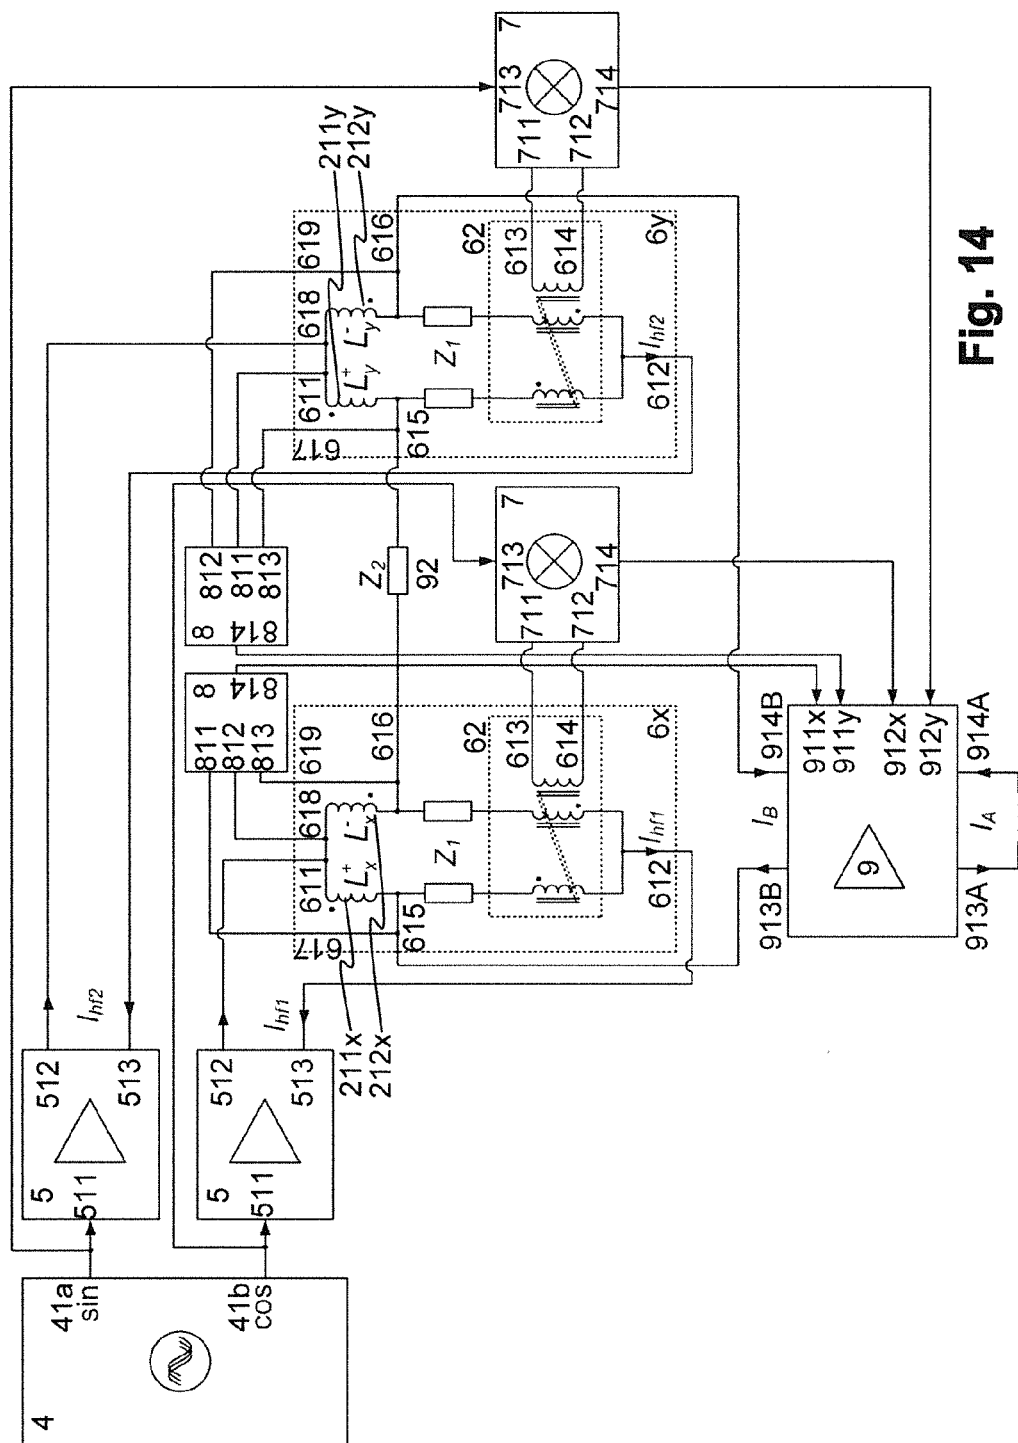 4
41a
sin
41b
cos
5
511
512
513
I_hf2
5
511
512
513
I_hf1
211x
212x
617
611
618
619
L_x^+
L_x^-
615
616
Z_1
62
613
614
612
I_hf1
6x
811
812
813
8
814
8
814
812
811
813
Z_2
92
711
712
713
714
7
617
611
618
619
211y
212y
L_y^+
L_y^-
615
616
Z_1
62
613
614
612
I_hf2
6y
711
712
713
714
7
913B
I_B
914B
911x
911y
912x
912y
9
913A
I_A
914A
Fig. 14